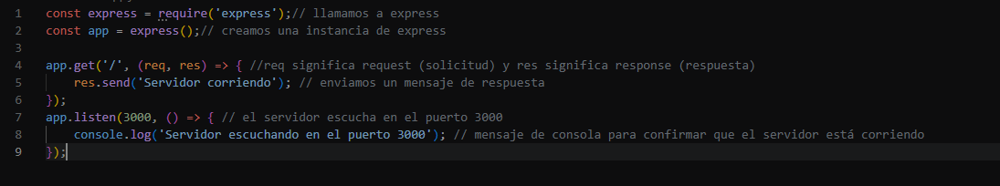 1 const express = require('express');// llamamos a express
2 const app = express();// creamos una instancia de express
3
4 app.get('/', (req, res) => { //req significa request (solicitud) y res significa response (respuesta)
5     res.send('Servidor corriendo'); // enviamos un mensaje de respuesta
6 });
7 app.listen(3000, () => { // el servidor escucha en el puerto 3000
8     console.log('Servidor escuchando en el puerto 3000'); // mensaje de consola para confirmar que el servidor está corriendo
9 });